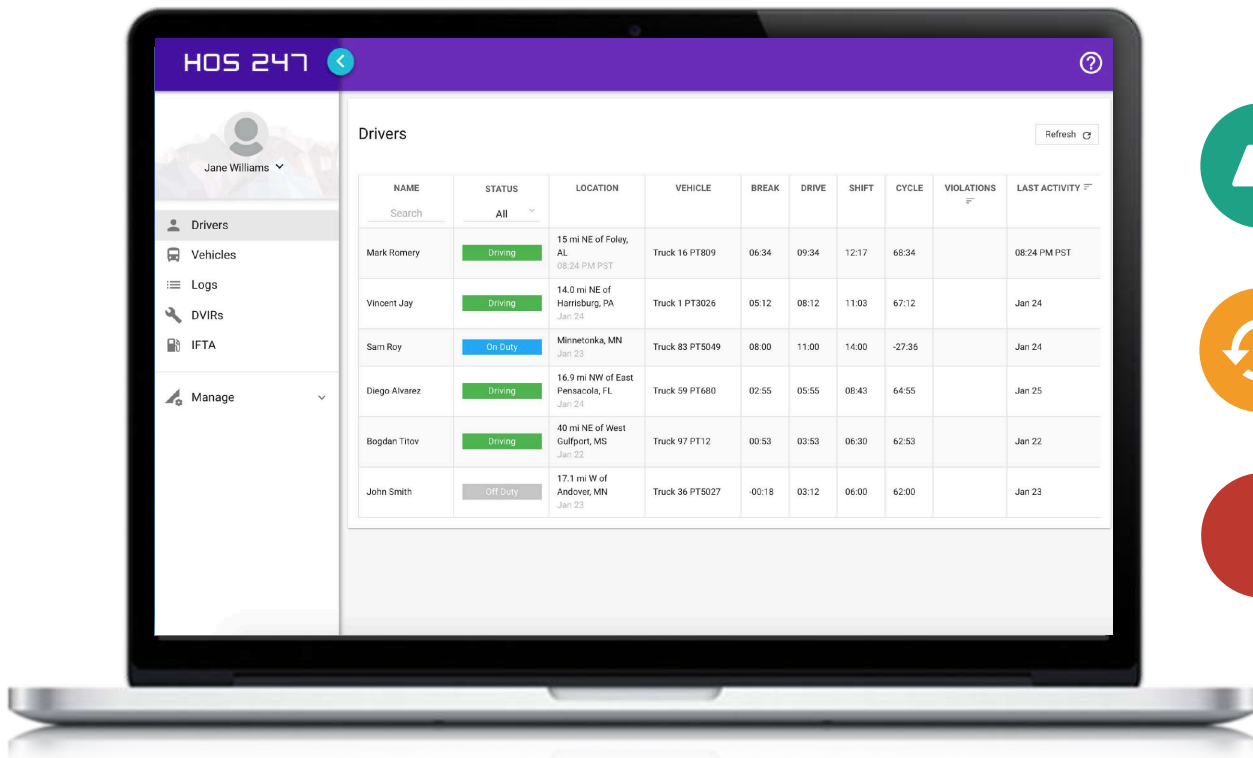 HOS 247
Jane Williams
Drivers
Vehicles
Logs
DVIRs
IFTA
Manage
Drivers
Refresh
NAME STATUS LOCATION VEHICLE BREAK DRIVE SHIFT CYCLE VIOLATIONS LAST ACTIVITY
Search All
Mark Romery Driving 15 mi NE of Foley, Truck 16 PT809 06:34 09:34 12:17 68:34 08:24 PM PST
AL
08:24 PM PST
Vincent Jay Driving 14.0 mi NE of Truck 1 PT3026 05:12 08:12 11:03 67:12 Jan 24
Harrisburg, PA
Jan 24
Sam Roy On Duty Minnetonka, MN Truck 83 PT5049 08:00 11:00 14:00 -27:36 Jan 24
Jan 23
Diego Alvarez Driving 16.9 mi NW of East Truck 59 PT680 02:55 05:55 08:43 64:55 Jan 25
Pensacola, FL
Jan 24
Bogdan Titov Driving 40 mi NE of West Truck 97 PT12 00:53 03:53 06:30 62:53 Jan 22
Gulfport, MS
Jan 22
John Smith Off Duty 17.1 mi W of Truck 36 PT5027 -00:18 03:12 06:00 62:00 Jan 23
Andover, MN
Jan 23